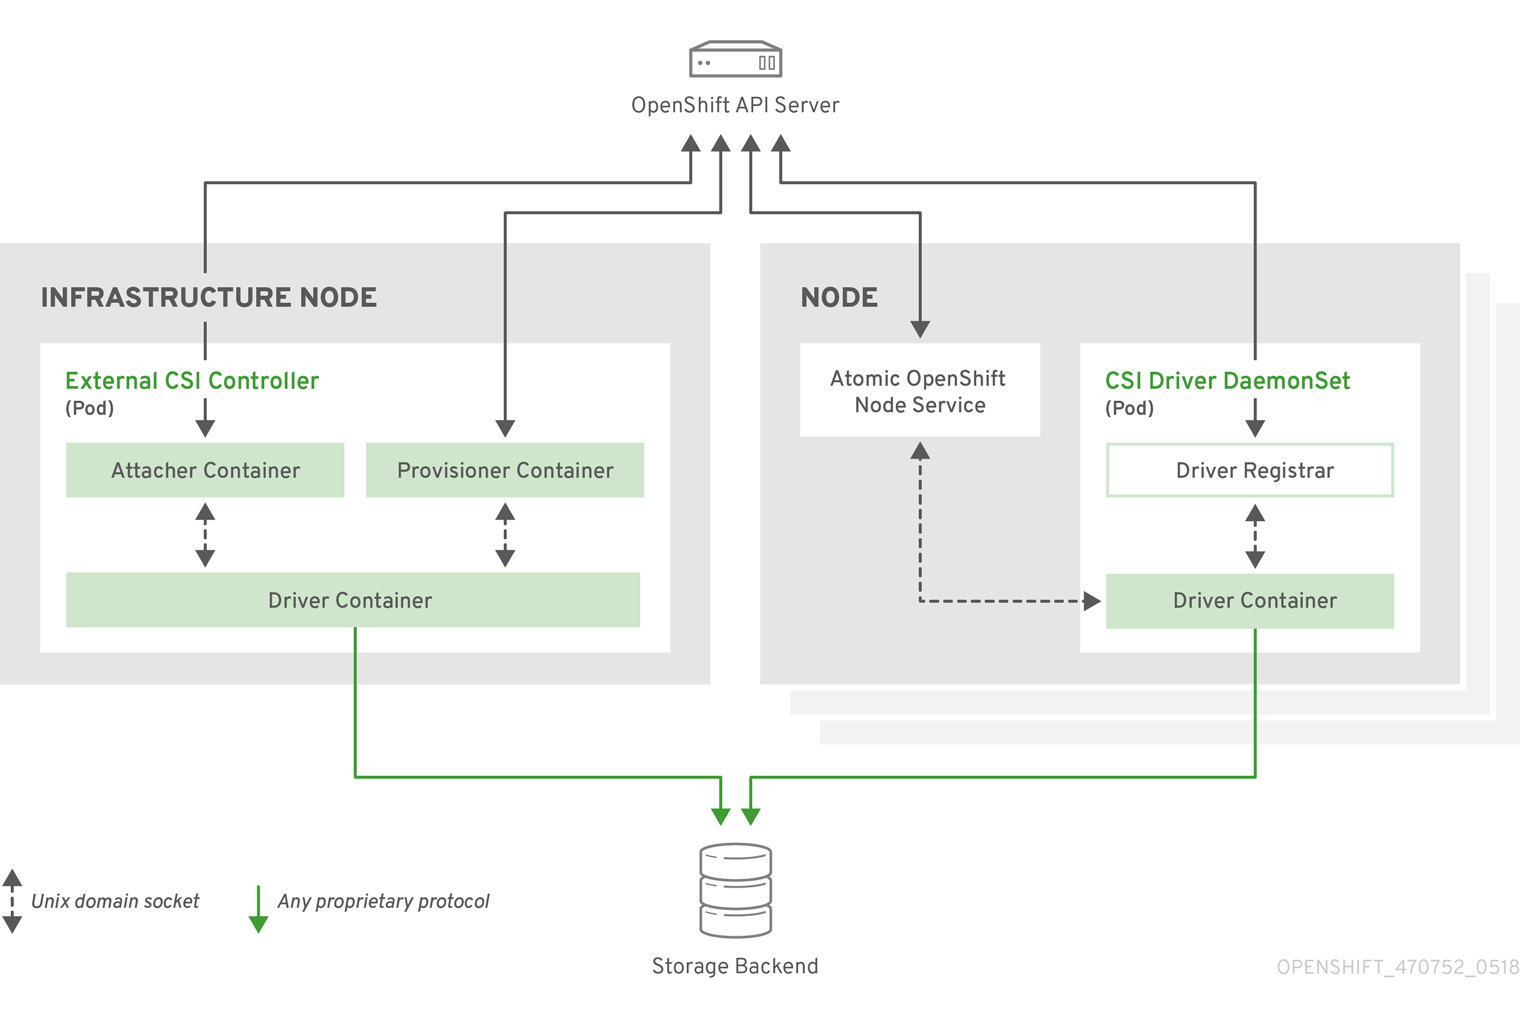 OpenShift API Server
INFRASTRUCTURE NODE
External CSI Controller
(Pod)
Attacher Container
Provisioner Container
Driver Container
NODE
Atomic OpenShift
Node Service
CSI Driver DaemonSet
(Pod)
Driver Registrar
Driver Container
Unix domain socket
Any proprietary protocol
Storage Backend
OPENSHIFT_470752_0518